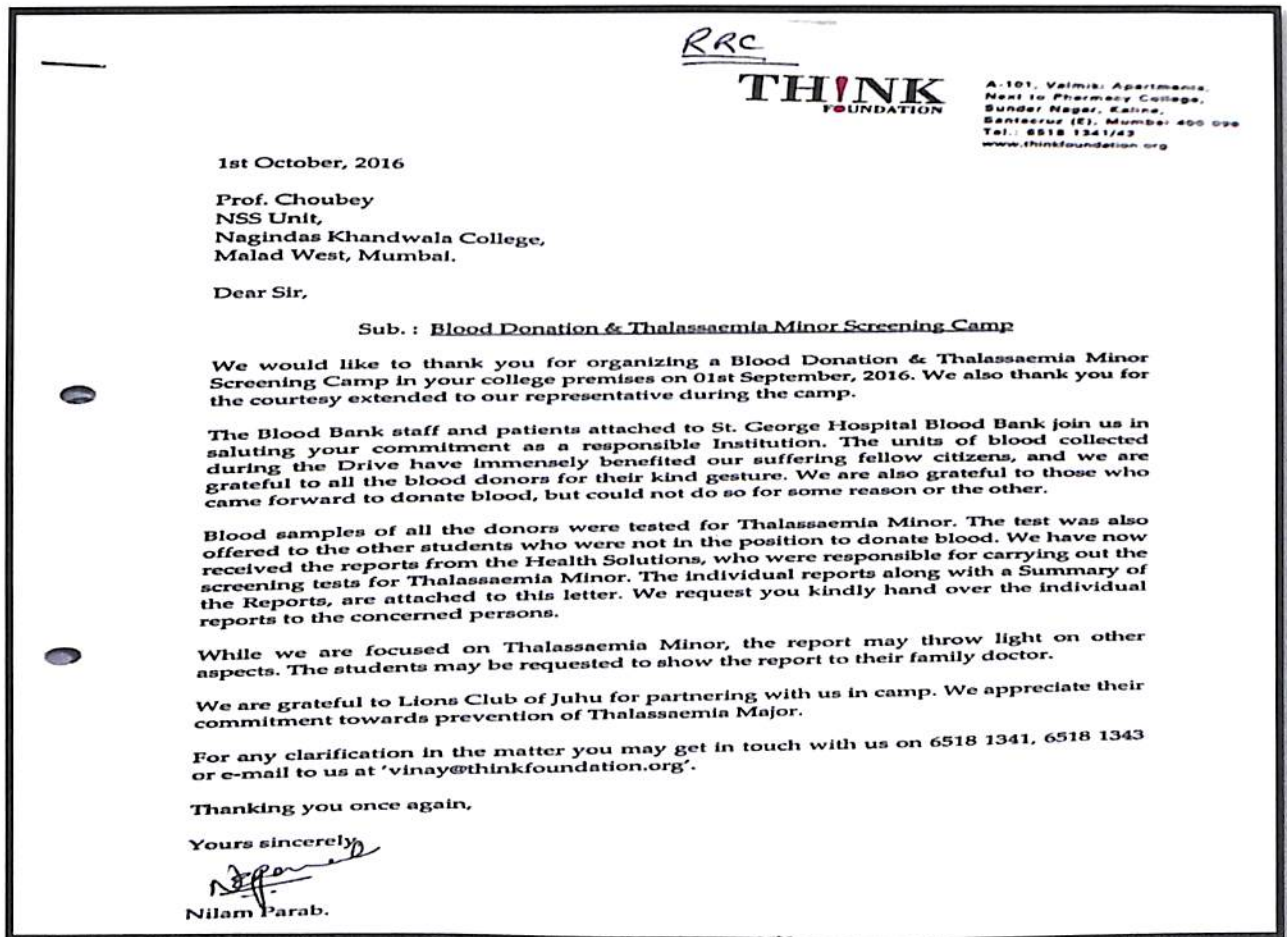 RRC
TH!NK
FOUNDATION
A-101, Valmiki Apartments,
Next to Pharmacy College,
Sunder Nagar, Kalina,
Santacruz (E), Mumbai 400 098
Tel.: 6518 1341/43
www.thinkfoundation.org
1st October, 2016
Prof. Choubey
NSS Unit,
Nagindas Khandwala College,
Malad West, Mumbai.
Dear Sir,
Sub. : Blood Donation & Thalassaemia Minor Screening Camp
We would like to thank you for organizing a Blood Donation & Thalassaemia Minor
Screening Camp in your college premises on 01st September, 2016. We also thank you for
the courtesy extended to our representative during the camp.
The Blood Bank staff and patients attached to St. George Hospital Blood Bank join us in
saluting your commitment as a responsible Institution. The units of blood collected
during the Drive have immensely benefited our suffering fellow citizens, and we are
grateful to all the blood donors for their kind gesture. We are also grateful to those who
came forward to donate blood, but could not do so for some reason or the other.
Blood samples of all the donors were tested for Thalassaemia Minor. The test was also
offered to the other students who were not in the position to donate blood. We have now
received the reports from the Health Solutions, who were responsible for carrying out the
screening tests for Thalassaemia Minor. The individual reports along with a Summary of
the Reports, are attached to this letter. We request you kindly hand over the individual
reports to the concerned persons.
While we are focused on Thalassaemia Minor, the report may throw light on other
aspects. The students may be requested to show the report to their family doctor.
We are grateful to Lions Club of Juhu for partnering with us in camp. We appreciate their
commitment towards prevention of Thalassaemia Major.
For any clarification in the matter you may get in touch with us on 6518 1341, 6518 1343
or e-mail to us at 'vinay@thinkfoundation.org'.
Thanking you once again,
Yours sincerely,
Nilam Parab.